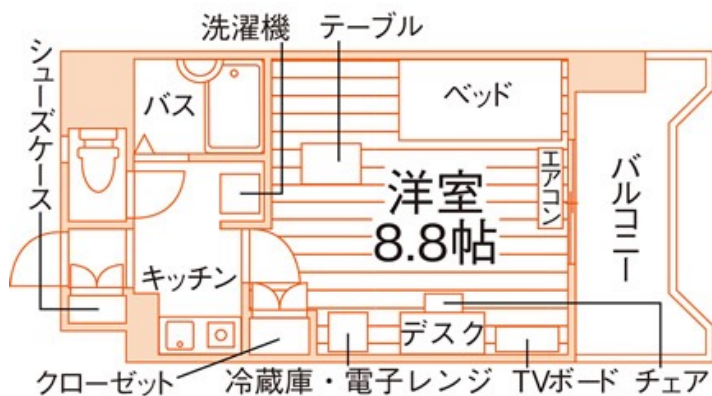 洗濯機
テーブル
シューズケース
バス
ベッド
エアコン
バルコニー
洋室
8.8帖
キッチン
デスク
クローゼット
冷蔵庫・電子レンジ
TVボード
チェア